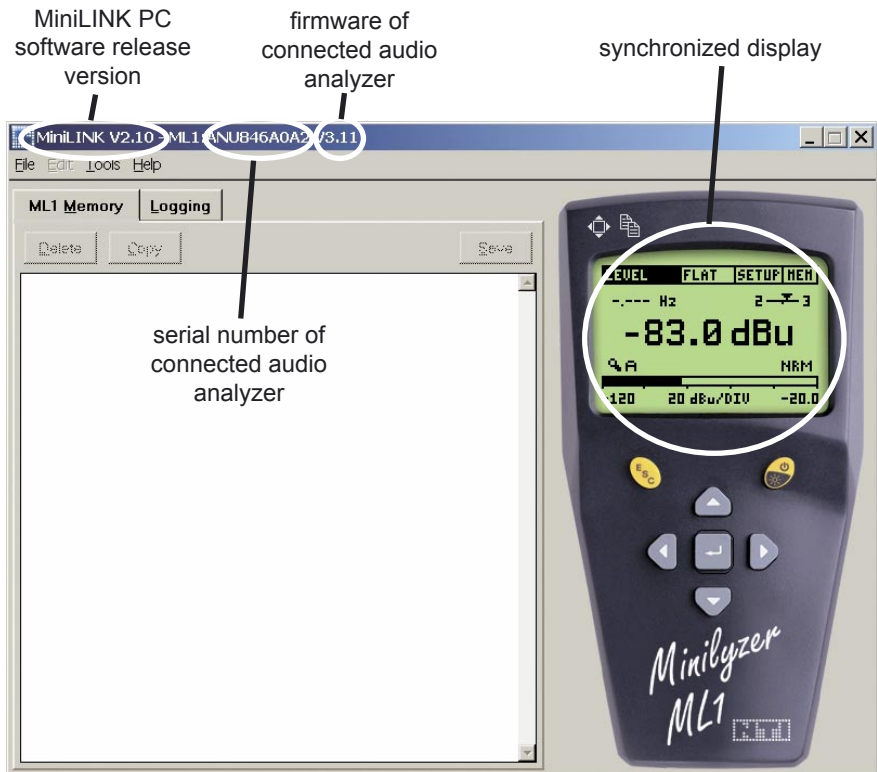 MiniLINK PC
software release
version
firmware of
connected audio
analyzer
synchronized display
MiniLINK V2.10 - ML1:ANU846A0A2 V3.11
File Edit Tools Help
ML1 Memory Logging
Delete Copy Save
serial number of
connected audio
analyzer
LEVEL FLAT SETUP MEM
-.--- Hz 2 3
-83.0 dBu
A NRM
-120 20 dBu/DIV -20.0
ESC
Minilyzer
ML1
NTI